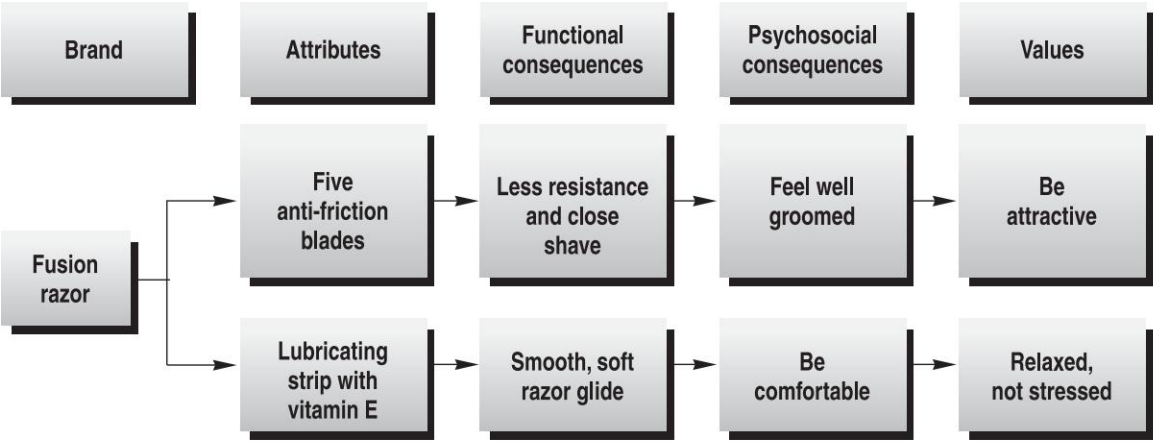 Brand
Attributes
Functional
consequences
Psychosocial
consequences
Values
Fusion
razor
Five
anti-friction
blades
Less resistance
and close
shave
Feel well
groomed
Be
attractive
Lubricating
strip with
vitamin E
Smooth, soft
razor glide
Be
comfortable
Relaxed,
not stressed